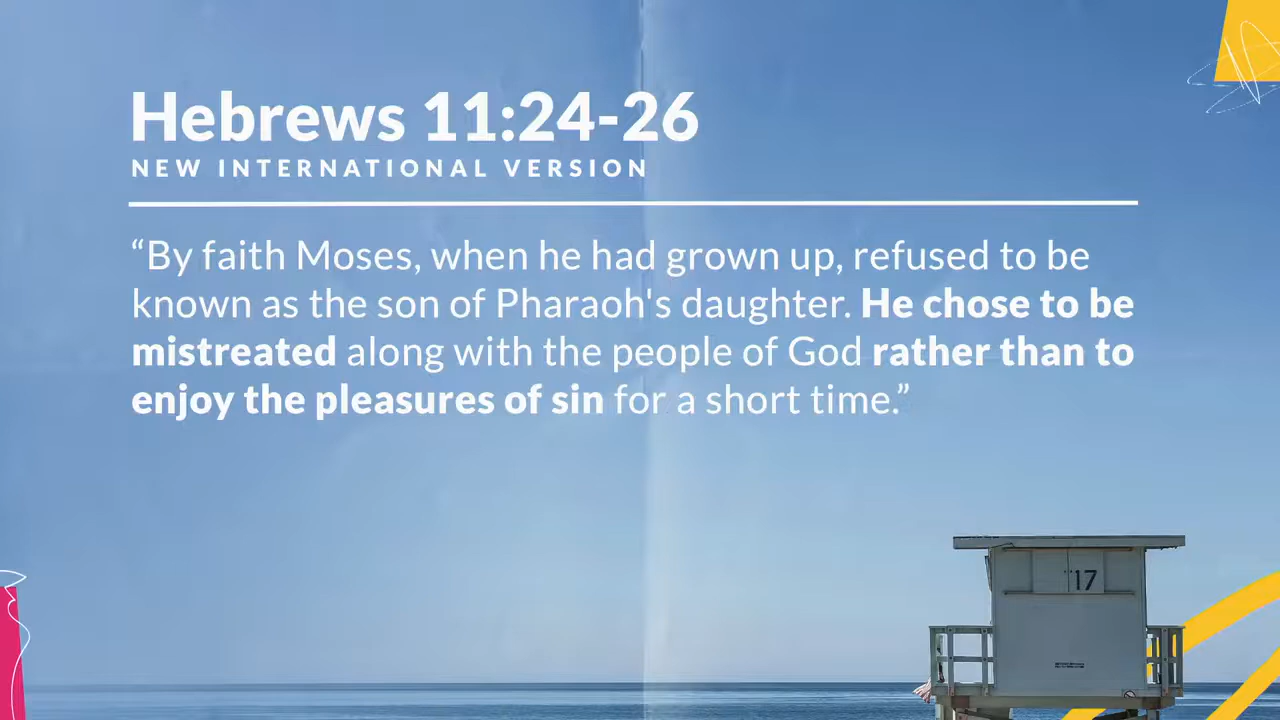 Hebrews 11:24-26
NEW INTERNATIONAL VERSION
“By faith Moses, when he had grown up, refused to be
known as the son of Pharaoh's daughter. He chose to be
mistreated along with the people of God rather than to
enjoy the pleasures of sin for a short time.”
17